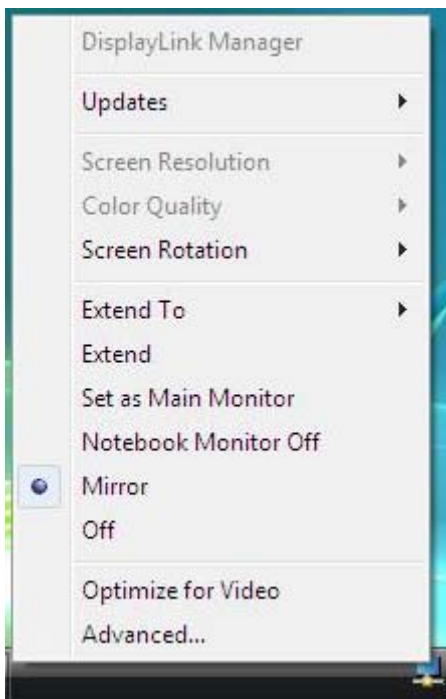 DisplayLink Manager
Updates
Screen Resolution
Color Quality
Screen Rotation
Extend To
Extend
Set as Main Monitor
Notebook Monitor Off
Mirror
Off
Optimize for Video
Advanced...